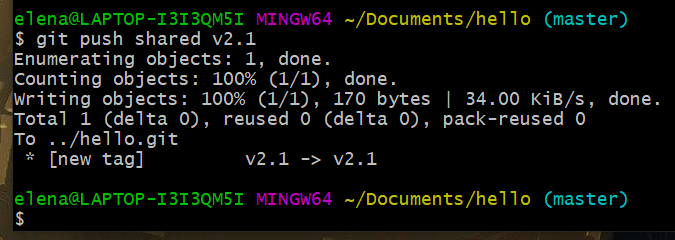 elena@LAPTOP-I3I3QM5I MINGW64 ~/Documents/hello (master)
$ git push shared v2.1
Enumerating objects: 1, done.
Counting objects: 100% (1/1), done.
Writing objects: 100% (1/1), 170 bytes | 34.00 KiB/s, done.
Total 1 (delta 0), reused 0 (delta 0), pack-reused 0
To ../hello.git
 * [new tag]         v2.1 -> v2.1
elena@LAPTOP-I3I3QM5I MINGW64 ~/Documents/hello (master)
$